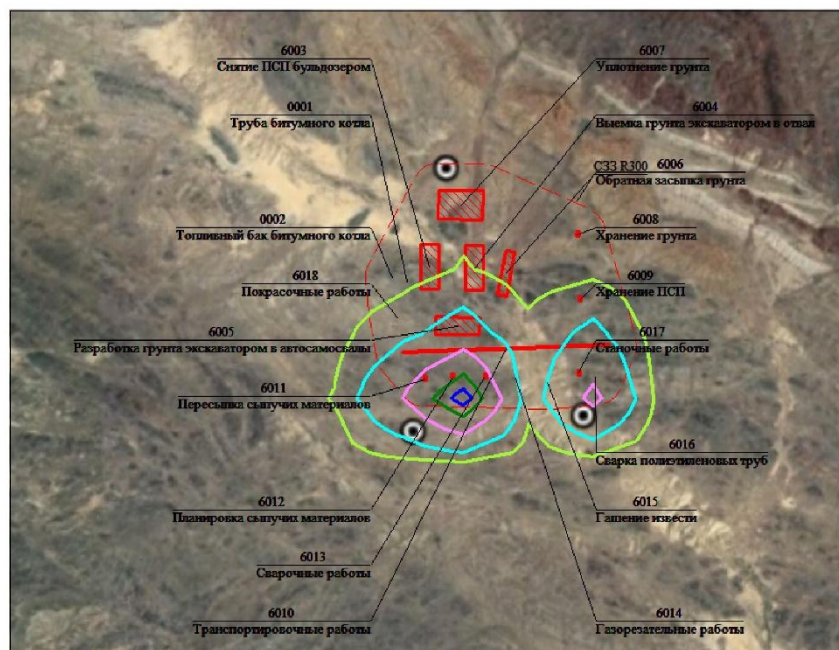 6003
Снятие ПСП бульдозером
0001
Труба битумного котла
0002
Топливный бак битумного котла
6018
Покрасочные работы
6005
Разработка грунта экскаватором в автосамосвалы
6011
Пересыпка сыпучих материалов
6012
Планировка сыпучих материалов
6013
Сварочные работы
6010
Транспортировочные работы
6007
Уплотнение грунта
6004
Выемка грунта экскаватором в отвал
СЗЗ R300 6006
Обратная засыпка грунта
6008
Хранение грунта
6009
Хранение ПСП
6017
Станочные работы
6016
Сварка полиэтиленовых труб
6015
Гашение извести
6014
Газорезательные работы